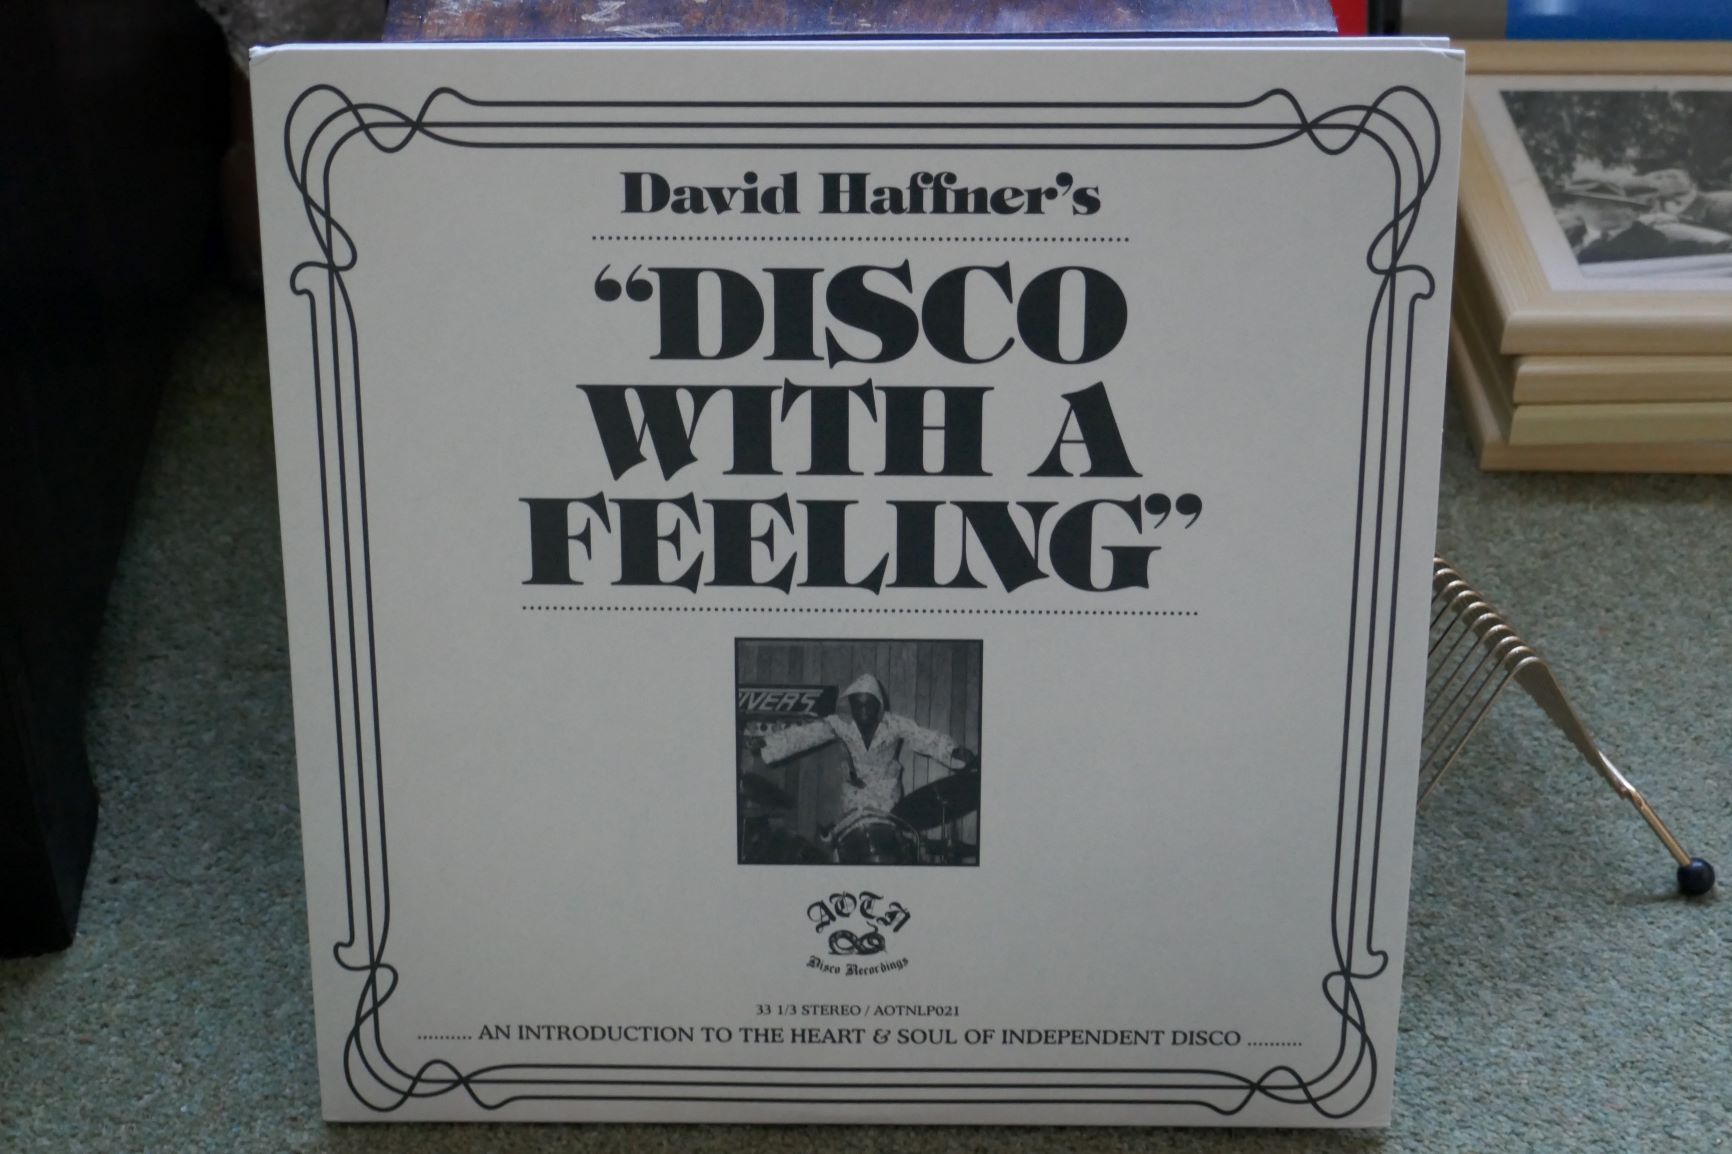 David Haffner's
“DISCO
WITH A
FEELING”
IVERS
AOTN
Disco Recordings
33 1/3 STEREO / AOTNLP021
.......... AN INTRODUCTION TO THE HEART & SOUL OF INDEPENDENT DISCO ..........